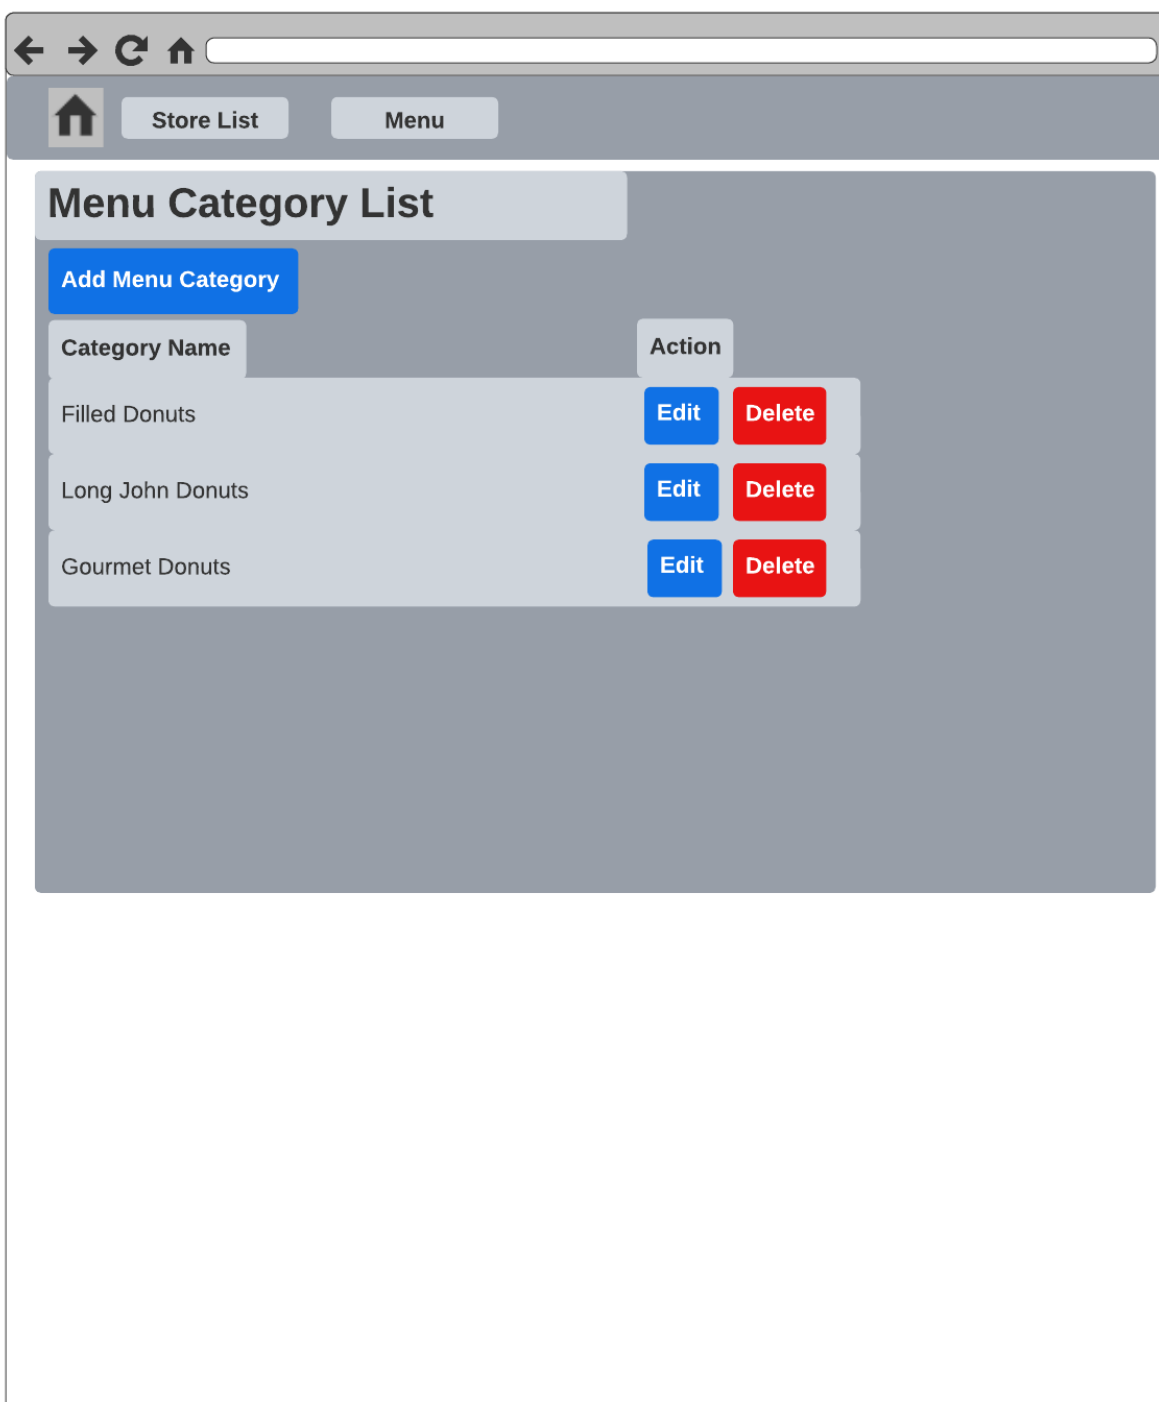 Store List Menu
Menu Category List
Add Menu Category
Category Name Action
Filled Donuts Edit Delete
Long John Donuts Edit Delete
Gourmet Donuts Edit Delete